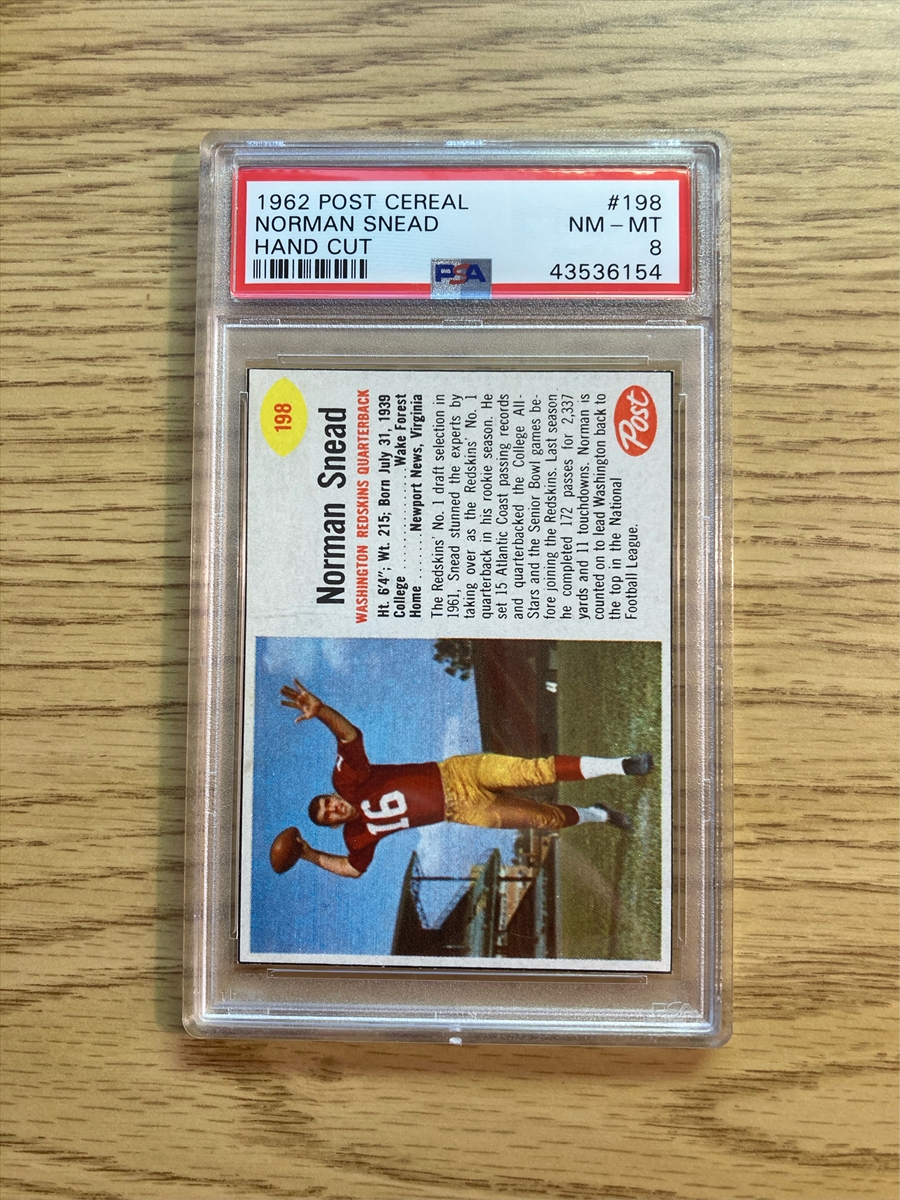 1962 POST CEREAL #198
NORMAN SNEAD NM – MT
HAND CUT 8
PSA 43536154
198
Norman Snead
WASHINGTON REDSKINS QUARTERBACK
Ht. 6'4"; Wt. 215; Born July 31, 1939
College ................Wake Forest
Home .......Newport News, Virginia
The Redskins' No. 1 draft selection in
1961, Snead stunned the experts by
taking over as the Redskins' No. 1
quarterback in his rookie season. He
set 15 Atlantic Coast passing records
and quarterbacked the College All-
Stars and the Senior Bowl games be-
fore joining the Redskins. Last season
he completed 172 passes for 2,337
yards and 11 touchdowns. Norman is
counted on to lead Washington back to
the top in the National
Football League.
Post
16